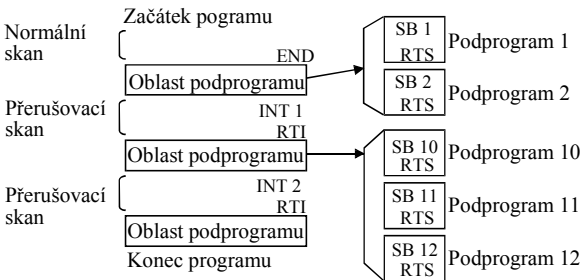 Začátek pogramu
Normální
skan
END
Oblast podprogramu
Přerušovací
skan
INT 1
RTI
Oblast podprogramu
Přerušovací
skan
INT 2
RTI
Oblast podprogramu
Konec programu
SB 1
RTS
Podprogram 1
SB 2
RTS
Podprogram 2
SB 10
RTS
Podprogram 10
SB 11
RTS
Podprogram 11
SB 12
RTS
Podprogram 12